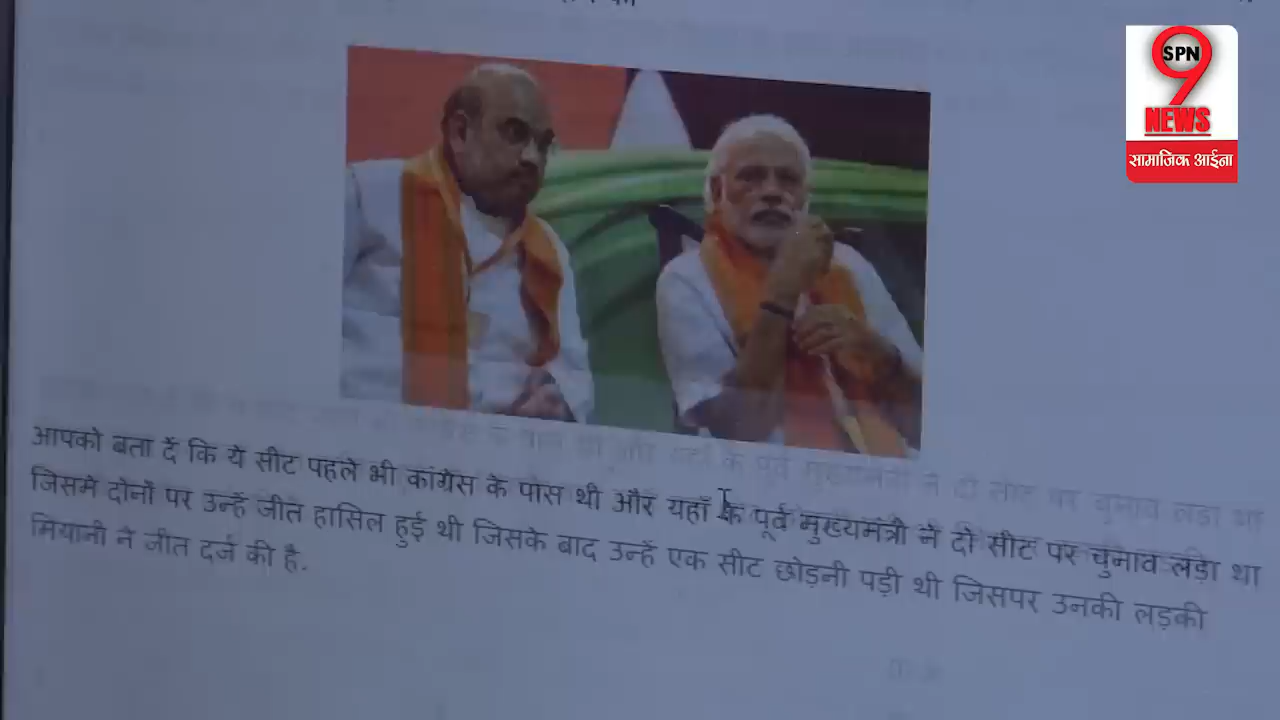 SPN
9
NEWS
सामाजिक आईना
आपको बता दें कि ये सीट पहले भी कांग्रेस के पास थी और यहाँ के पूर्व मुख्यमंत्री ने दो सीट पर चुनाव लड़ा था
जिसमे दोनों पर उन्हें जीत हासिल हुई थी जिसके बाद उन्हें एक सीट छोड़नी पड़ी थी जिसपर उनकी लड़की
मियानी ने जीत दर्ज की है.